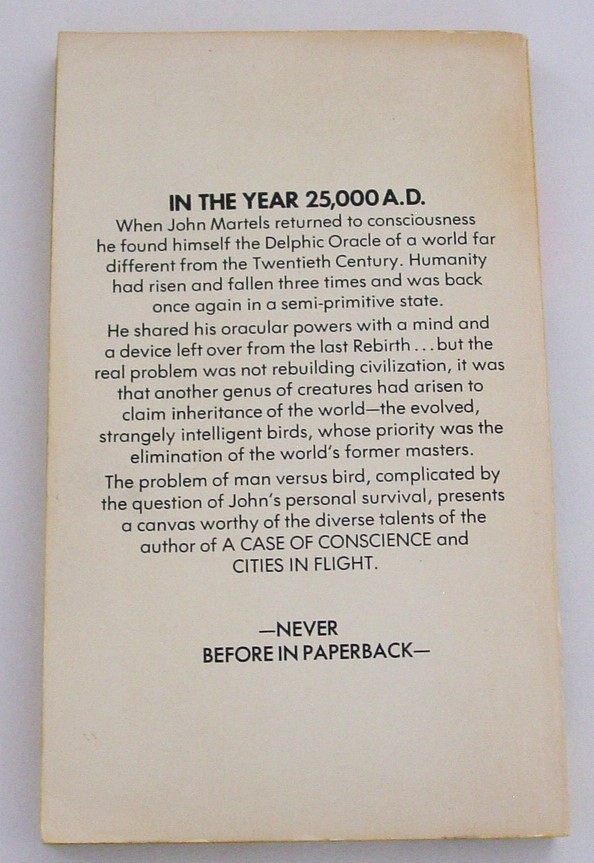 IN THE YEAR 25,000 A.D.
When John Martels returned to consciousness
he found himself the Delphic Oracle of a world far
different from the Twentieth Century. Humanity
had risen and fallen three times and was back
once again in a semi-primitive state.
He shared his oracular powers with a mind and
a device left over from the last Rebirth...but the
real problem was not rebuilding civilization, it was
that another genus of creatures had arisen to
claim inheritance of the world—the evolved,
strangely intelligent birds, whose priority was the
elimination of the world's former masters.
The problem of man versus bird, complicated by
the question of John's personal survival, presents
a canvas worthy of the diverse talents of the
author of A CASE OF CONSCIENCE and
CITIES IN FLIGHT.
—NEVER
BEFORE IN PAPERBACK—